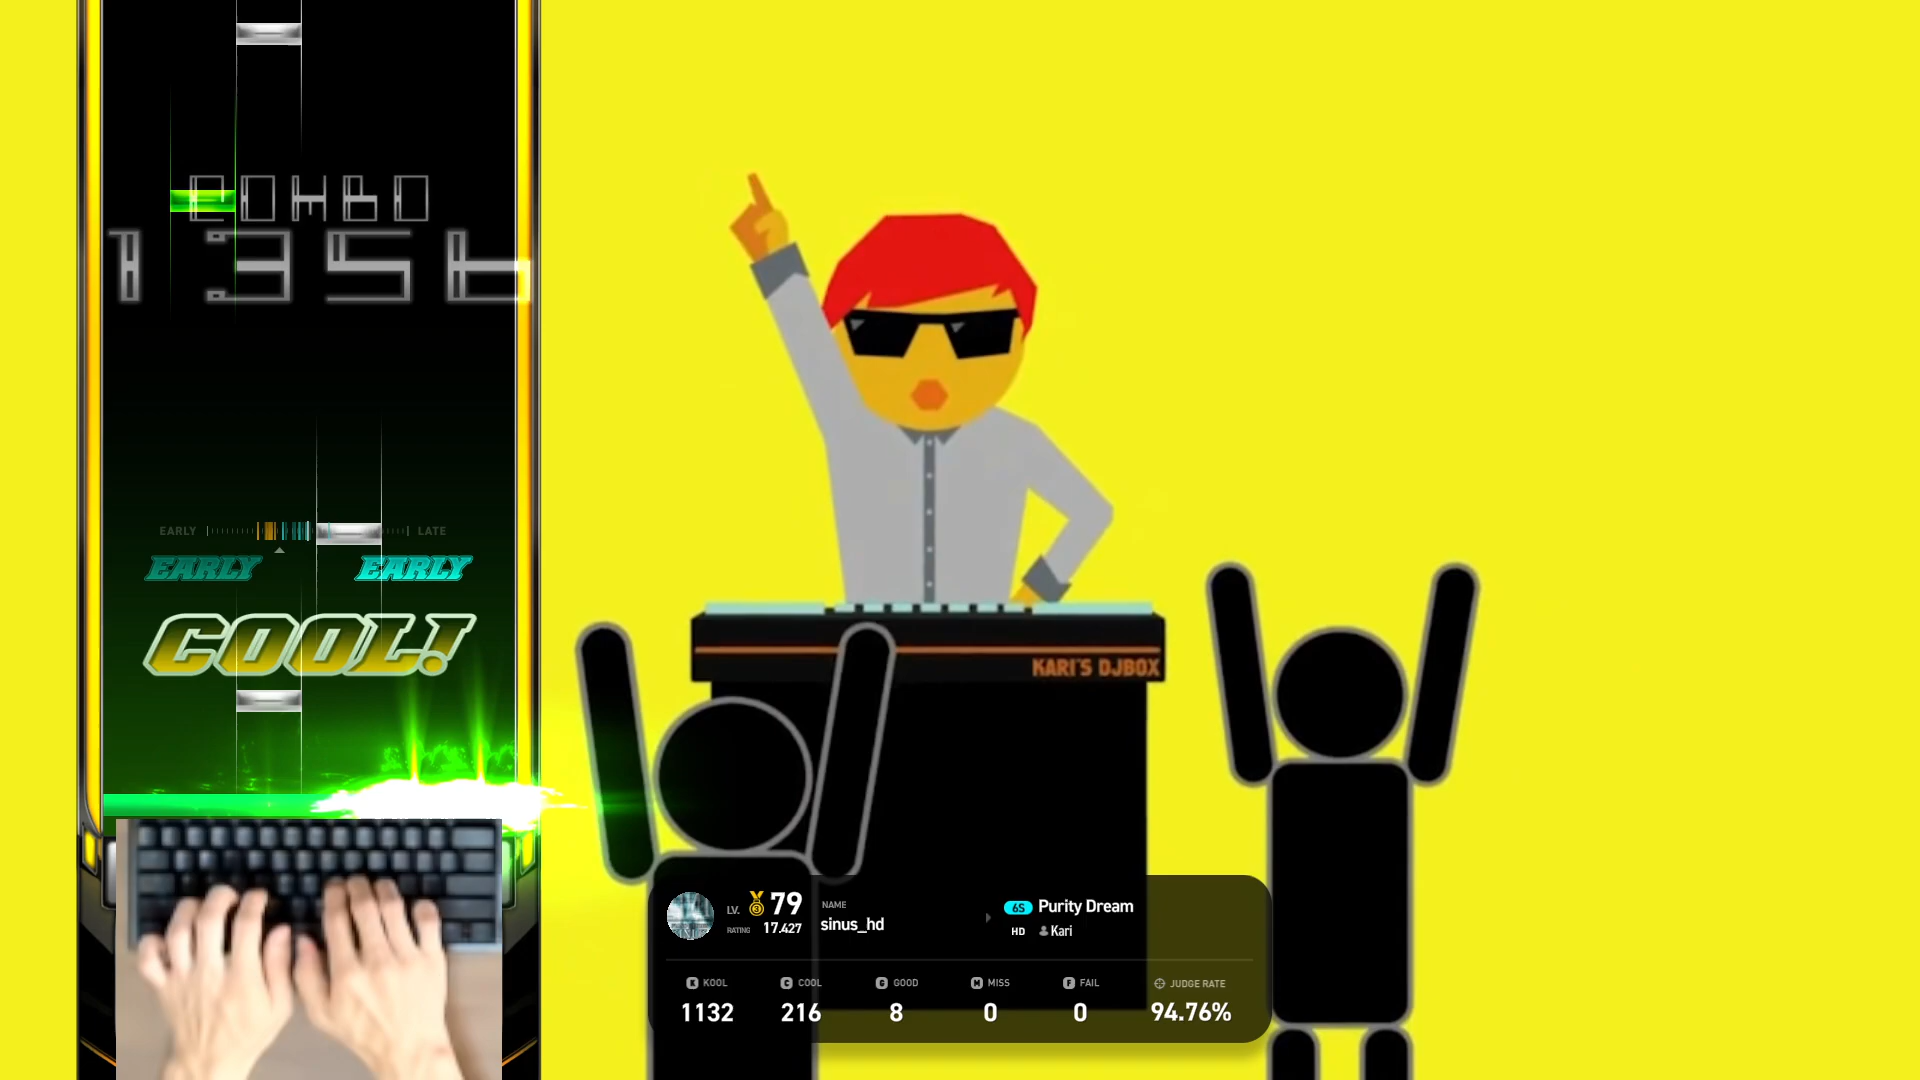 COMBO
1356
EARLY
LATE
EARLY
EARLY
COOL!
KARI'S DJBOX
LV.
3
79
RATING
17.427
NAME
sinus_hd
6S
Purity Dream
HD
Kari
K KOOL
C COOL
G GOOD
M MISS
F FAIL
JUDGE RATE
1132
216
8
0
0
94.76%